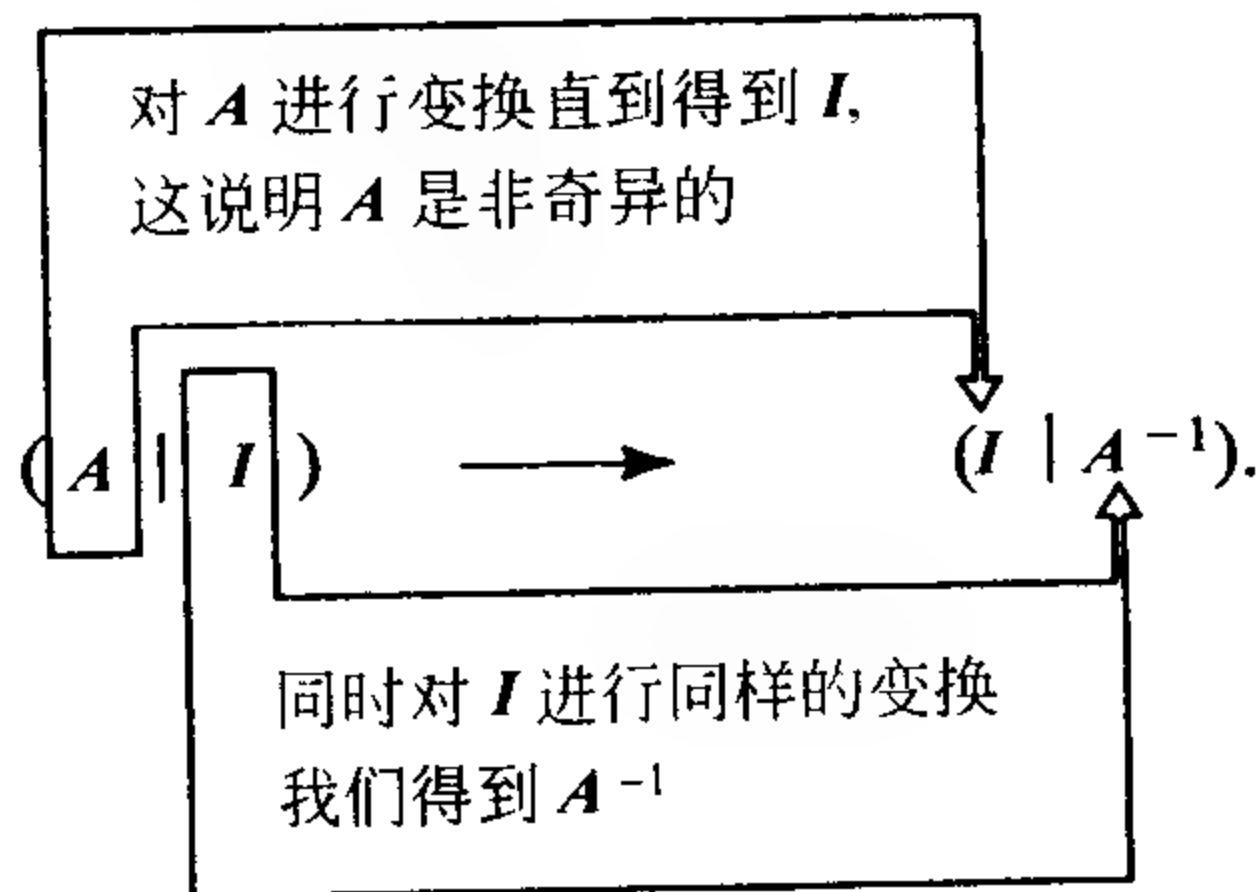 对 A 进行变换直到得到 I,
这说明 A 是非奇异的
( A | I ) → (I | A⁻¹).
同时对 I 进行同样的变换
我们得到 A⁻¹